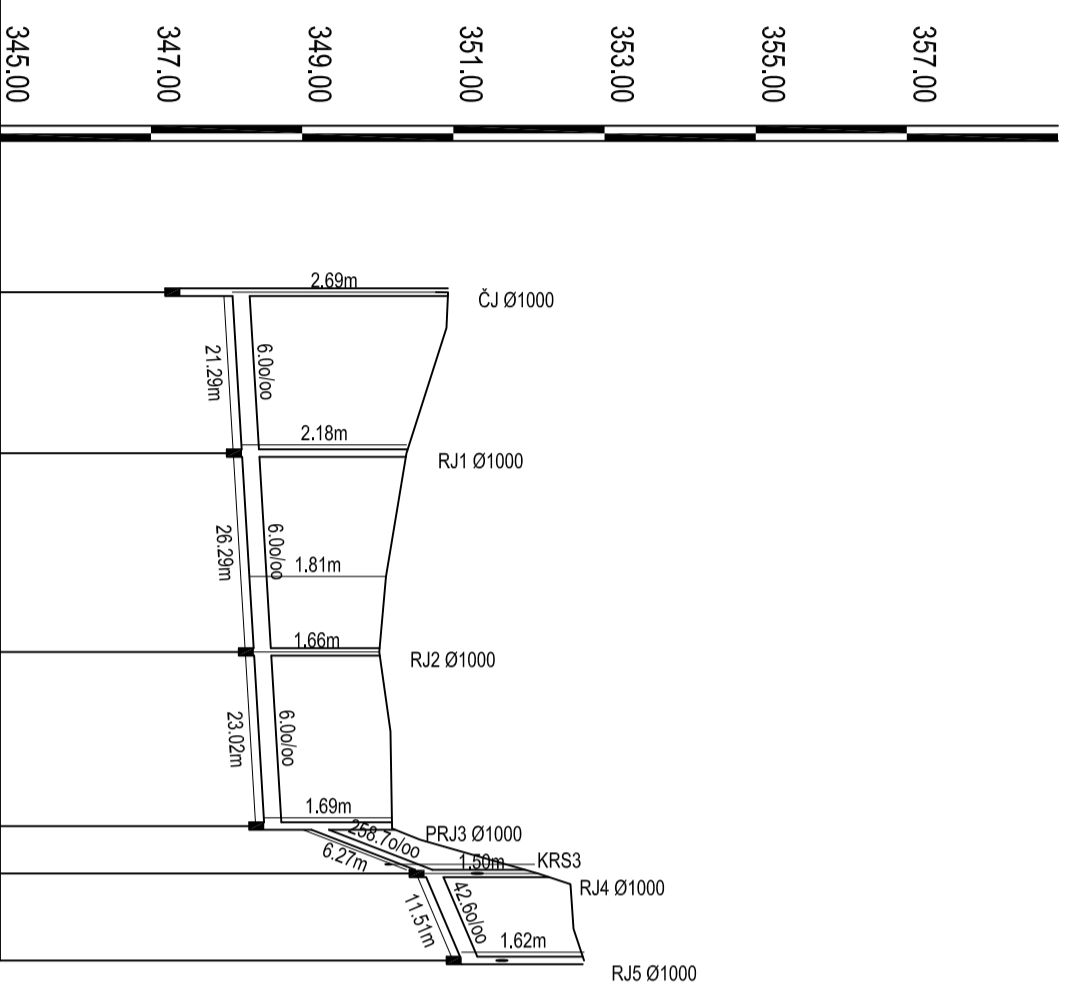 345.00
347.00
349.00
351.00
353.00
355.00
357.00
2.69m
ČJ Ø1000
21.29m
6.0o/oo
2.18m
RJ1 Ø1000
26.29m
6.0o/oo
1.81m
1.66m
RJ2 Ø1000
23.02m
6.0o/oo
1.69m
PRJ3 Ø1000
258.7o/oo
6.27m
1.50m
KRS3
RJ4 Ø1000
11.51m
42.6o/oo
1.62m
RJ5 Ø1000